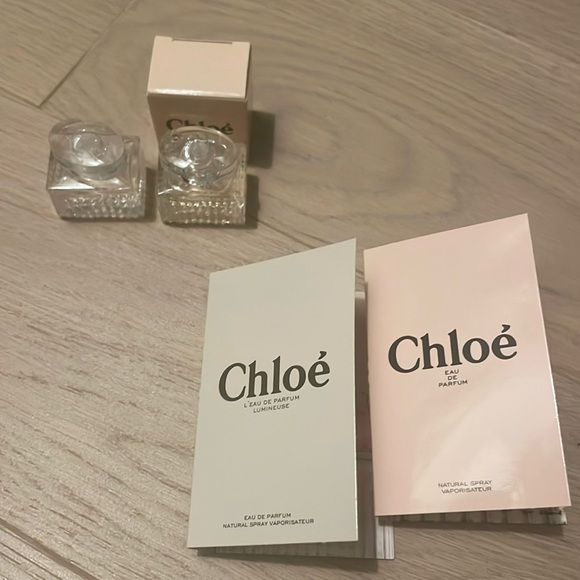 Chloé
Chloé
L'EAU DE PARFUM
LUMINEUSE
EAU DE PARFUM
NATURAL SPRAY VAPORISATEUR
Chloé
EAU
DE
PARFUM
NATURAL SPRAY
VAPORISATEUR